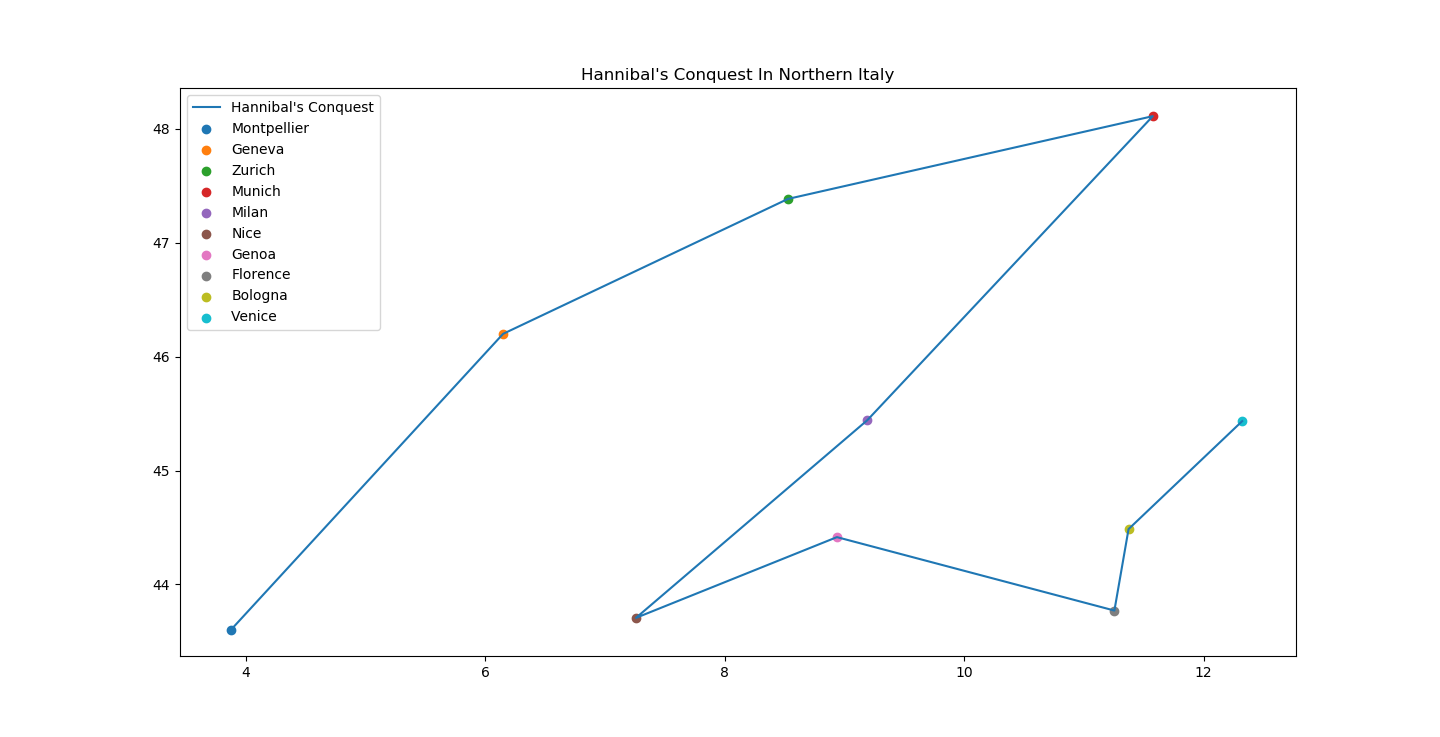 Hannibal's Conquest In Northern Italy
Hannibal's Conquest
Montpellier
Geneva
Zurich
Munich
Milan
Nice
Genoa
Florence
Bologna
Venice
48
47
46
45
44
4 6 8 10 12